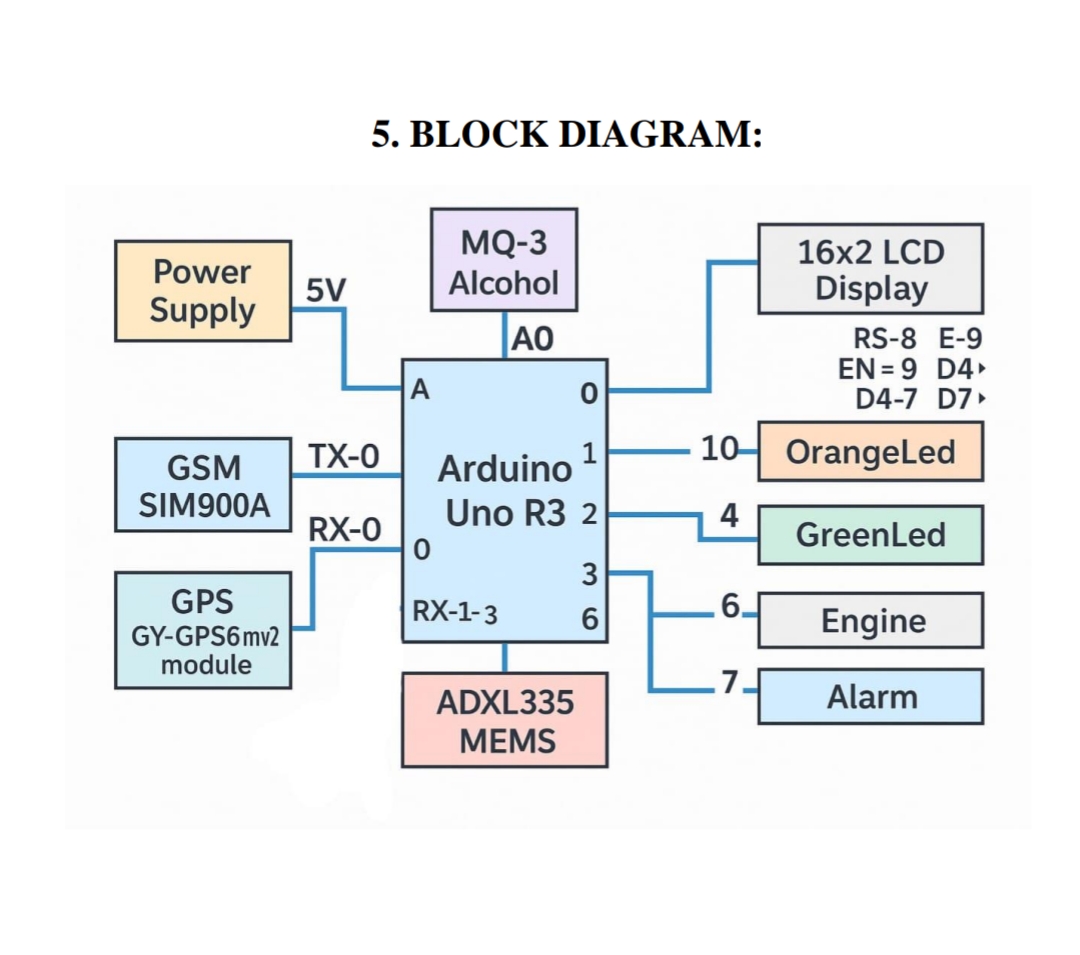 5. BLOCK DIAGRAM:
Power
Supply
5V
MQ-3
Alcohol
A0
16x2 LCD
Display
RS-8 E-9
EN = 9 D4
D4-7 D7
A
0
GSM
SIM900A
TX-0
Arduino
Uno R3
1
10
OrangeLed
2
4
GreenLed
RX-0
0
3
GPS
GY-GPS6mv2
module
RX-1-3
6
6
Engine
7
Alarm
ADXL335
MEMS